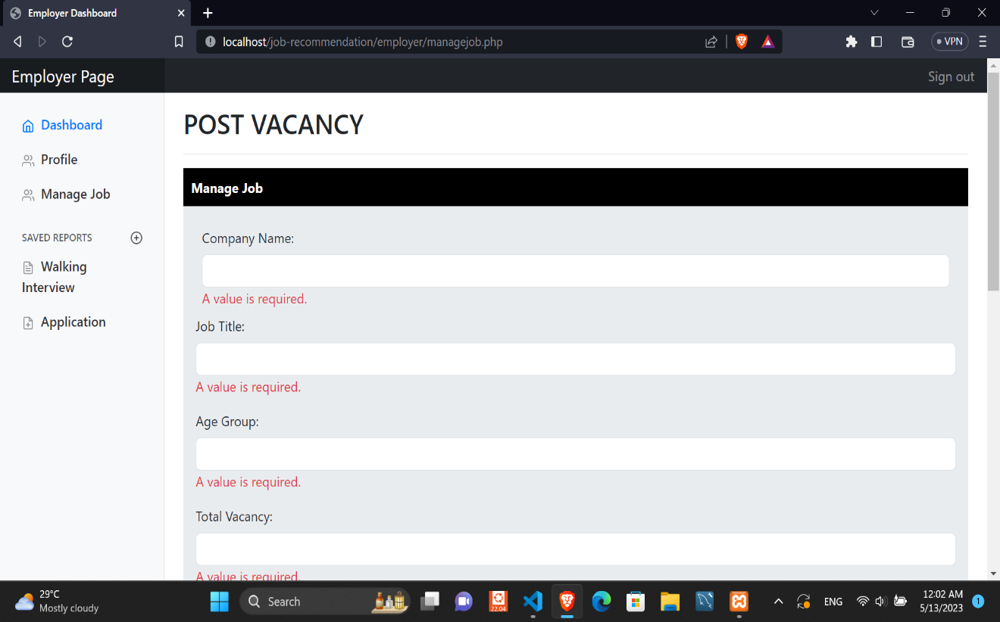 Employer Dashboard
localhost/job-recommendation/employer/managejob.php
VPN
Employer Page
Sign out
Dashboard
Profile
Manage Job
SAVED REPORTS
Walking
Interview
Application
POST VACANCY
Manage Job
Company Name:
A value is required.
Job Title:
A value is required.
Age Group:
A value is required.
Total Vacancy:
A value is required.
29°C
Mostly cloudy
Search
22.04
ENG
12:02 AM
5/13/2023
1